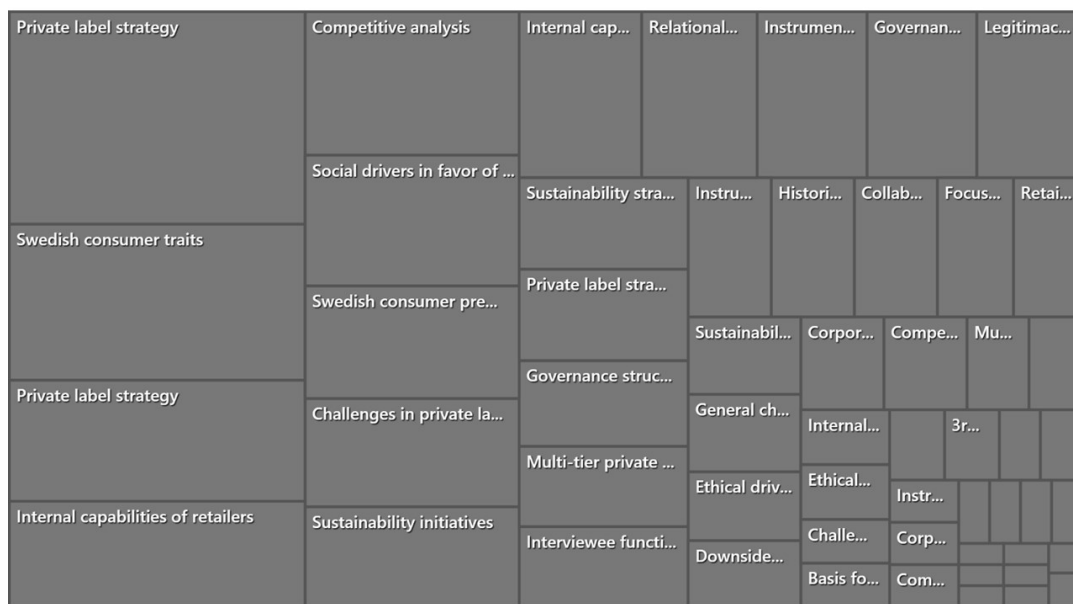 Private label strategy
Swedish consumer traits
Private label strategy
Internal capabilities of retailers
Competitive analysis
Social drivers in favor of ...
Swedish consumer pre...
Challenges in private la...
Sustainability initiatives
Internal cap...
Relational...
Instrumen...
Governan...
Legitimac...
Sustainability stra...
Private label stra...
Governance struc...
Multi-tier private ...
Interviewee functi...
Instru...
Histori...
Collab...
Focus...
Retai...
Sustainabil...
General ch...
Ethical driv...
Downside...
Corpor...
Compe...
Mu...
Internal...
Ethical...
Challe...
Basis fo...
3r...
Instr...
Corp...
Com...